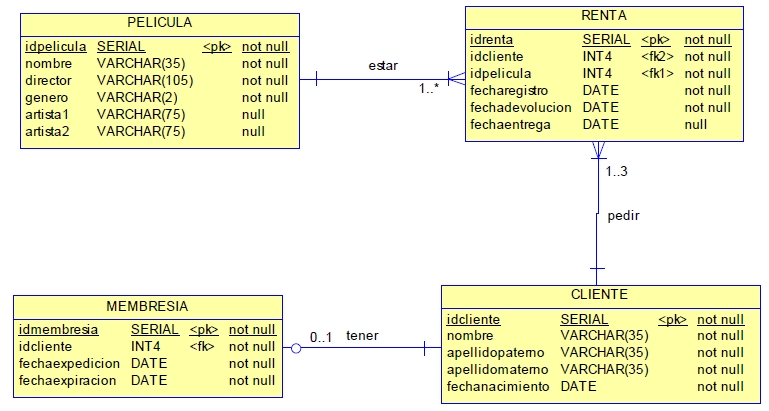 PELICULA
idpelicula SERIAL <pk> not null
nombre VARCHAR(35) not null
director VARCHAR(105) not null
genero VARCHAR(2) not null
artista1 VARCHAR(75) null
artista2 VARCHAR(75) null
estar
1..*
RENTA
idrenta SERIAL <pk> not null
idcliente INT4 <fk2> not null
idpelicula INT4 <fk1> not null
fecharegistro DATE not null
fechadevolucion DATE not null
fechaentrega DATE null
1..3
pedir
MEMBRESIA
idmembresia SERIAL <pk> not null
idcliente INT4 <fk> not null
fechaexpedicion DATE not null
fechaexpiracion DATE not null
0..1 tener
CLIENTE
idcliente SERIAL <pk> not null
nombre VARCHAR(35) not null
apellidopaterno VARCHAR(35) not null
apellidomaterno VARCHAR(35) not null
fechanacimiento DATE not null